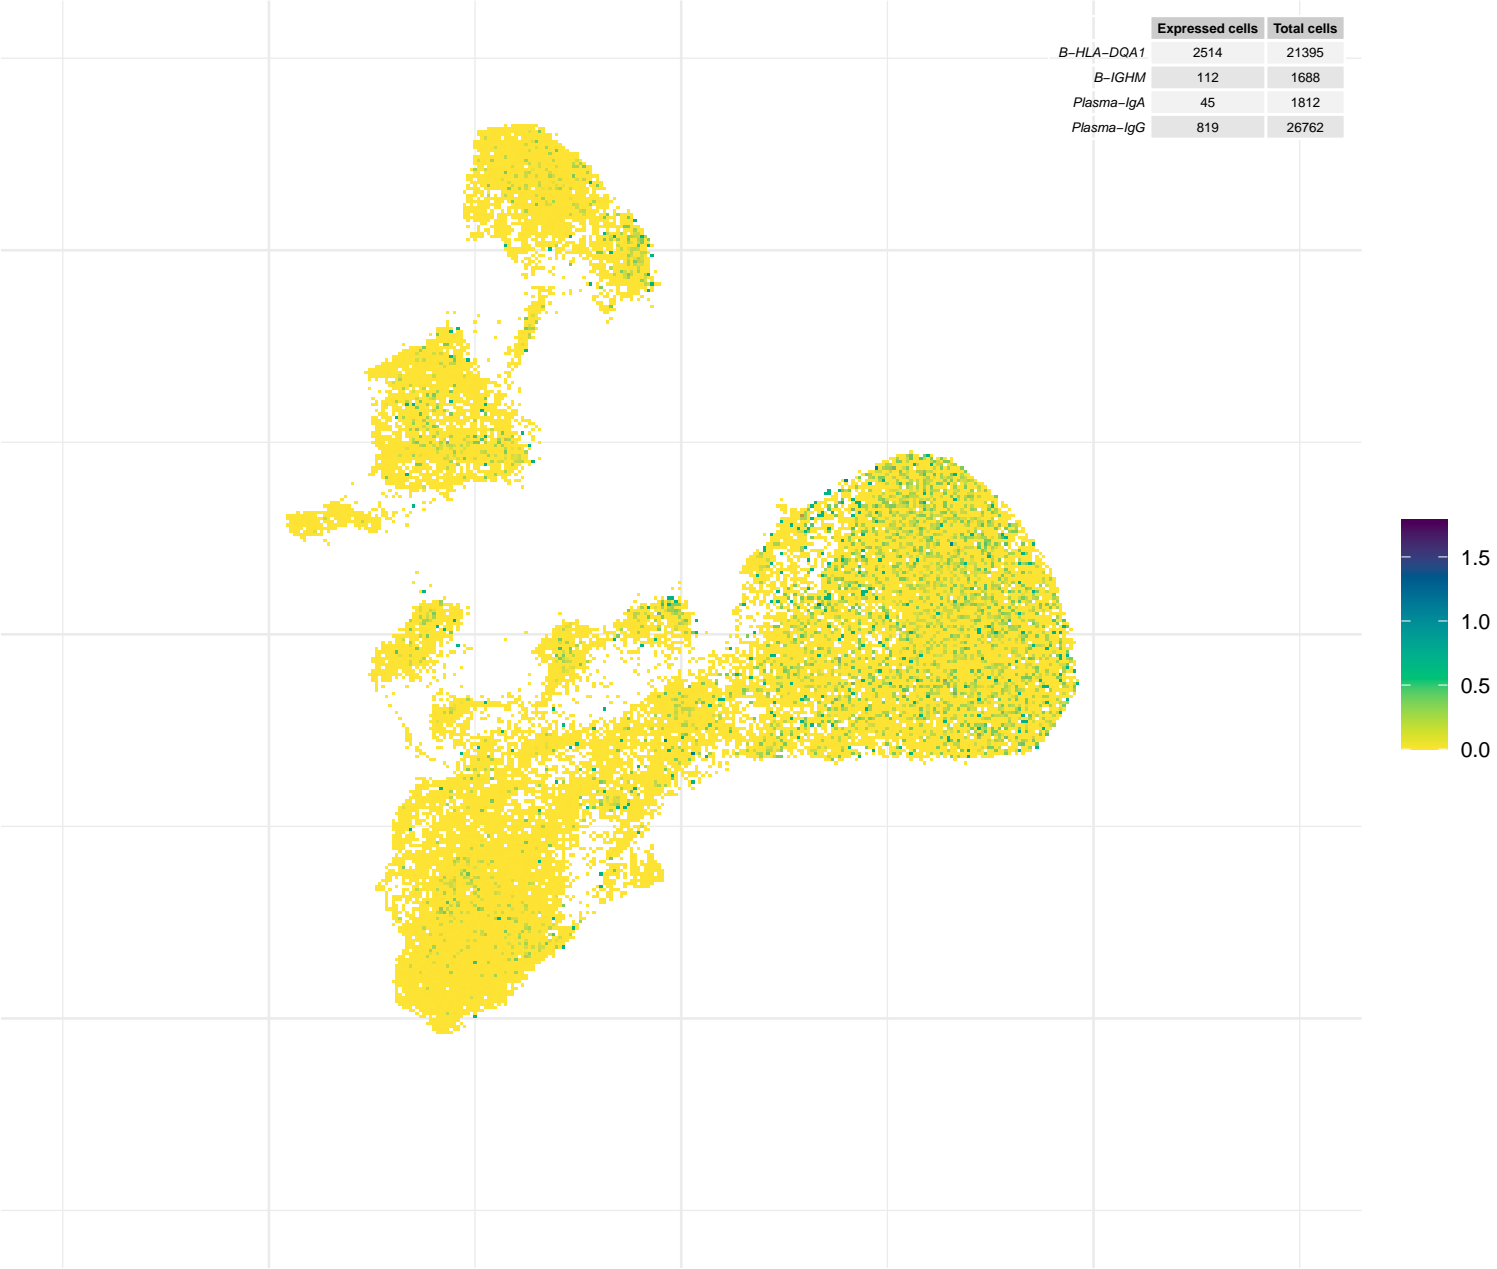 Expressed cells Total cells
B−HLA−DQA1 2514 21395
B−IGHM 112 1688
Plasma−IgA 45 1812
Plasma−IgG 819 26762
1.5
1.0
0.5
0.0